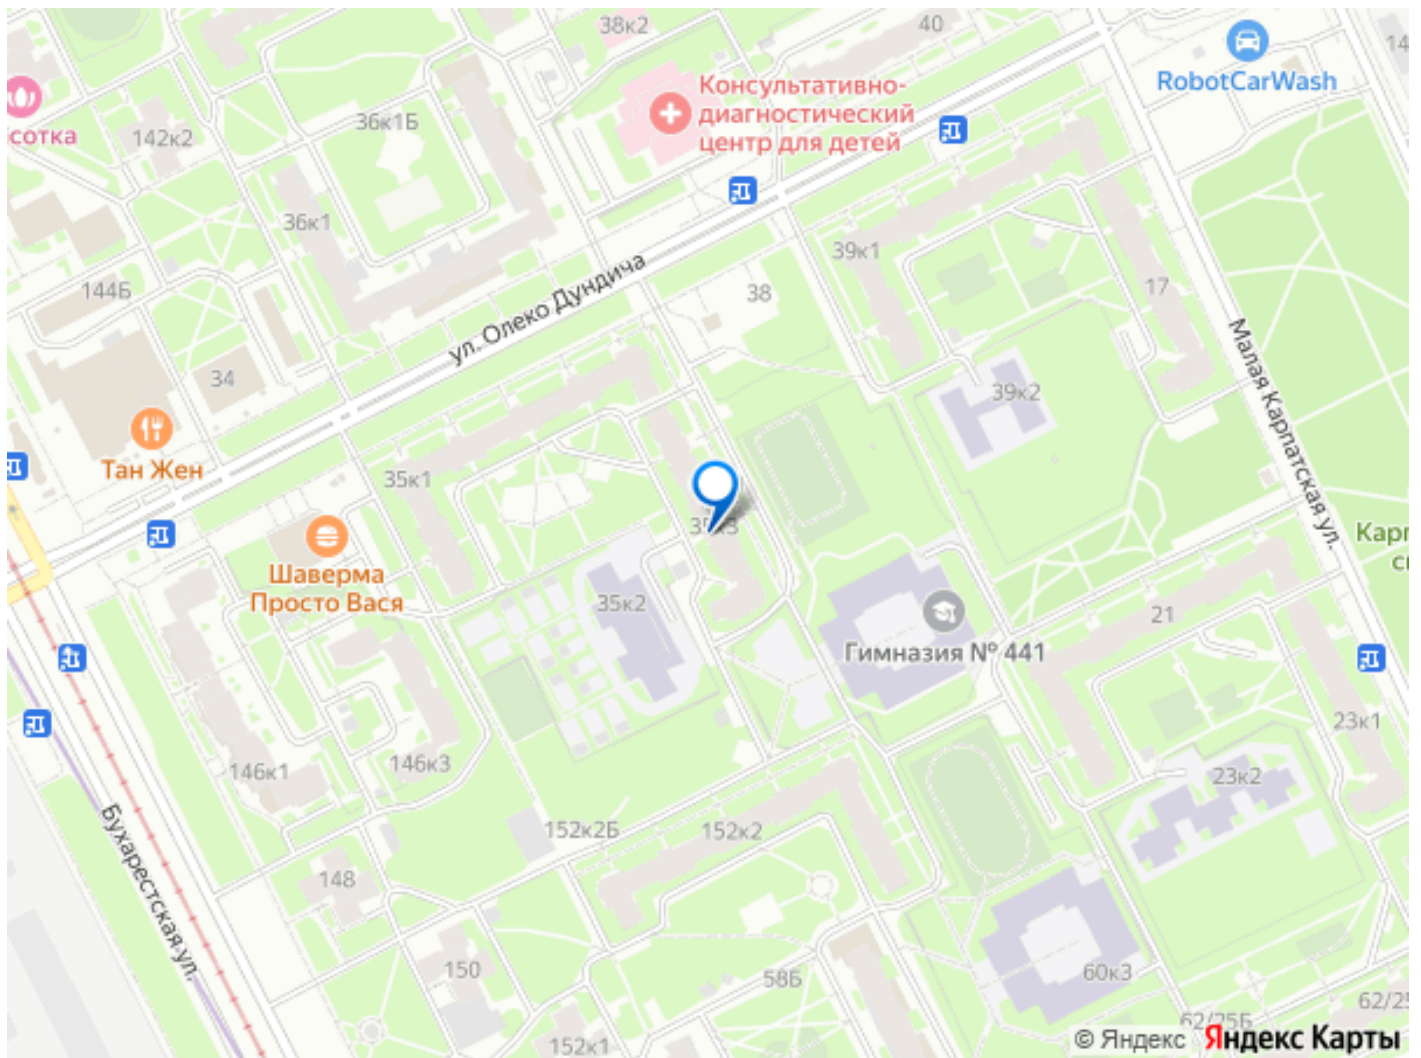 38к2
40
RobotCarWash
Консультативно-
диагностический
центр для детей
сотка
142к2
36к1Б
36к1
39к1
144Б
ул. Олеко Дундича
38
17
34
39к2
Малая Карпатская ул.
Тан Жен
35к1
Шаверма
Просто Вася
35к2
Гимназия № 441
21
23к1
146к1
146к3
23к2
Бухарестская ул.
152к2Б
152к2
148
150
58Б
60к3
62/25Б
152к1
© Яндекс Яндекс Карты